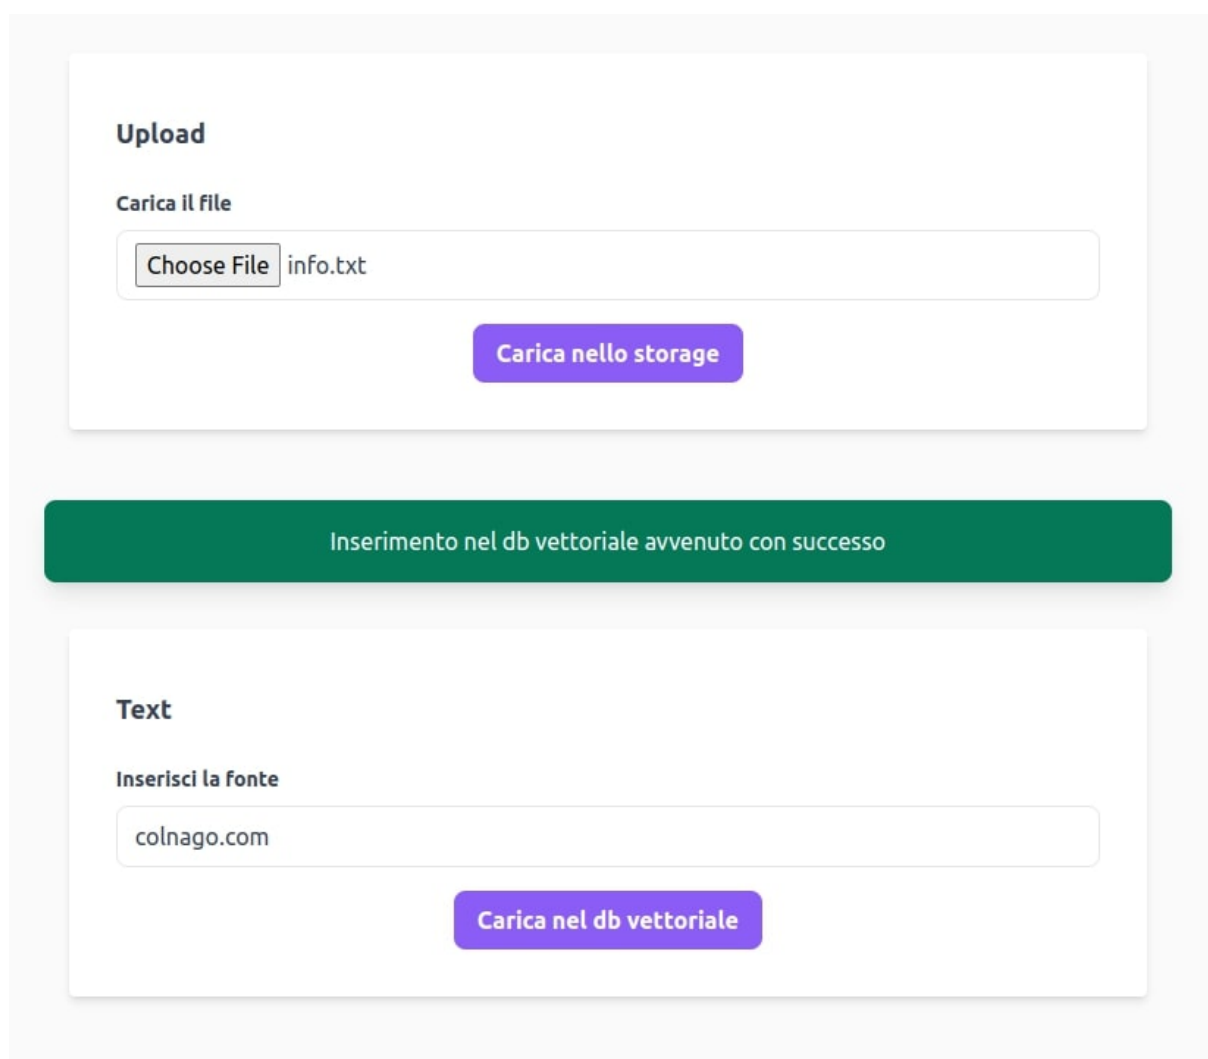 Upload
Carica il file
Choose File info.txt
Carica nello storage
Inserimento nel db vettoriale avvenuto con successo
Text
Inserisci la fonte
colnago.com
Carica nel db vettoriale